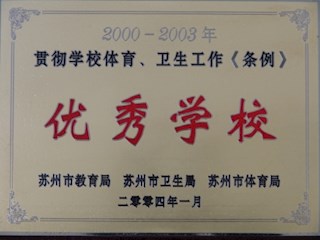 2000－2003年
贯彻学校体育、卫生工作《条例》
优秀学校
苏州市教育局 苏州市卫生局 苏州市体育局
二零零四年一月